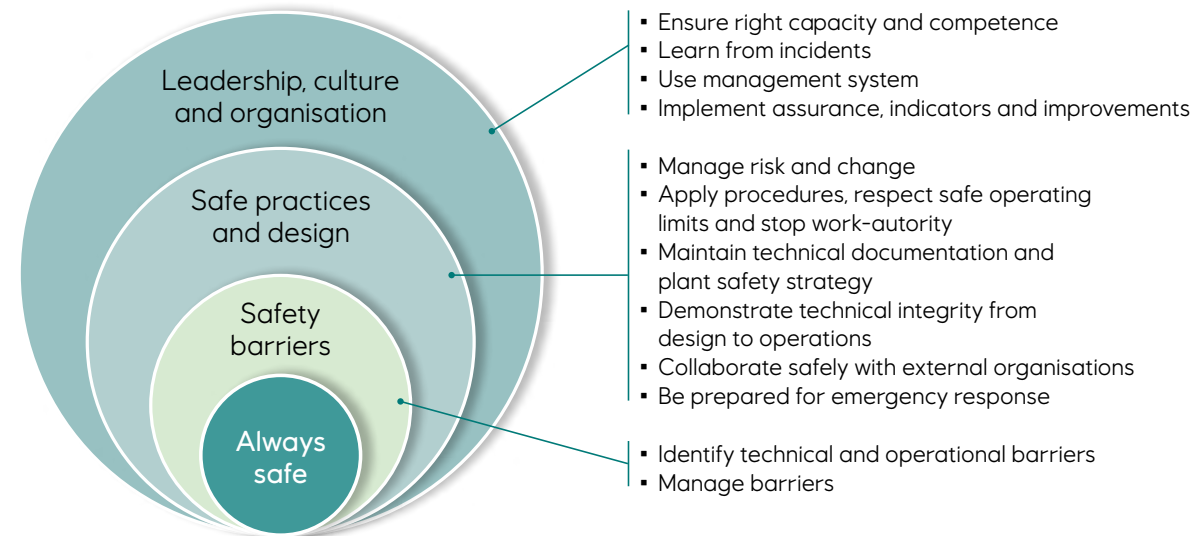 Leadership, culture
and organisation
▪ Ensure right capacity and competence
▪ Learn from incidents
▪ Use management system
▪ Implement assurance, indicators and improvements
Safe practices
and design
▪ Manage risk and change
▪ Apply procedures, respect safe operating
limits and stop work-autority
▪ Maintain technical documentation and
plant safety strategy
▪ Demonstrate technical integrity from
design to operations
▪ Collaborate safely with external organisations
▪ Be prepared for emergency response
Safety
barriers
▪ Identify technical and operational barriers
▪ Manage barriers
Always
safe